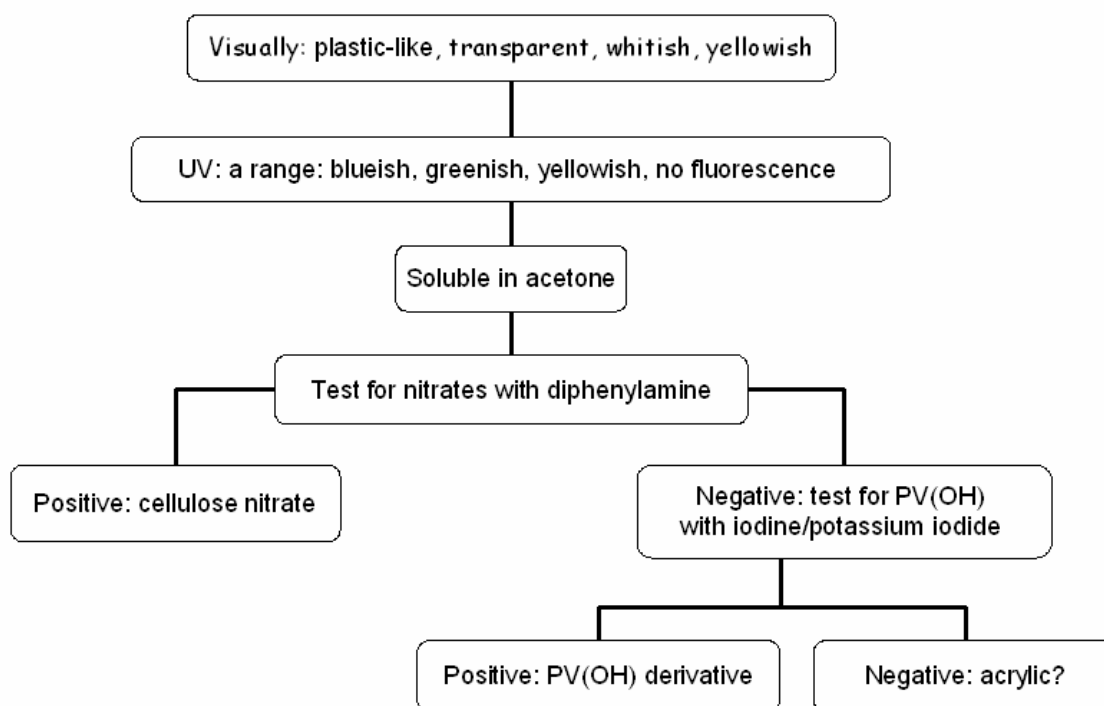 Visually: plastic-like, transparent, whitish, yellowish
UV: a range: blueish, greenish, yellowish, no fluorescence
Soluble in acetone
Test for nitrates with diphenylamine
Positive: cellulose nitrate
Negative: test for PV(OH)
with iodine/potassium iodide
Positive: PV(OH) derivative
Negative: acrylic?